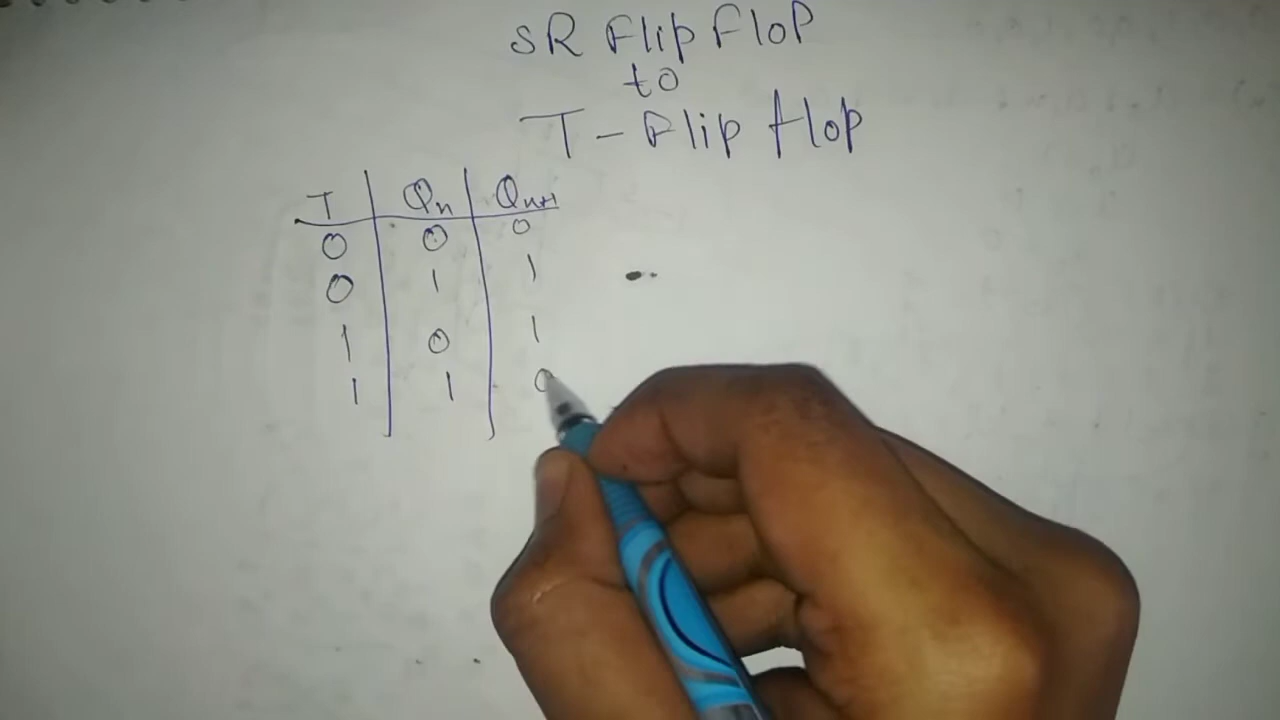 SR Flip Flop
to
T - Flip flop
T Qn Qn+1
0 0 0
0 1 1
1 0 1
1 1 0